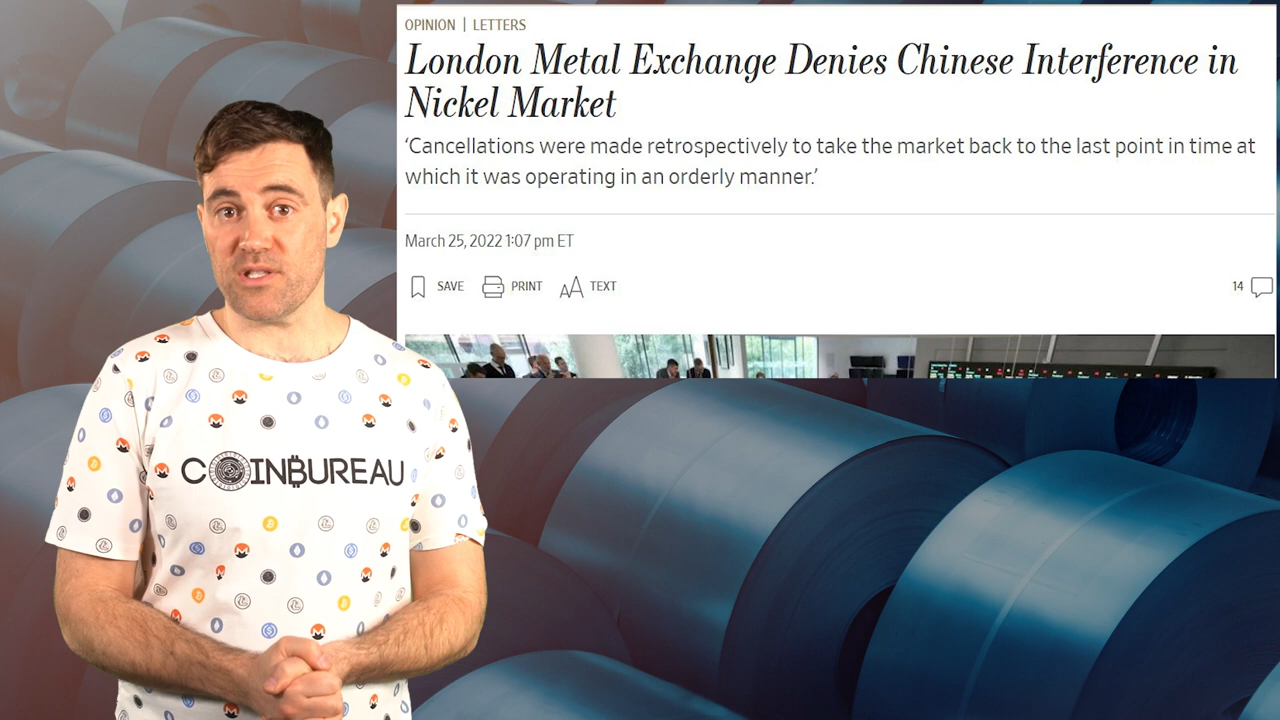 OPINION | LETTERS
London Metal Exchange Denies Chinese Interference in
Nickel Market
‘Cancellations were made retrospectively to take the market back to the last point in time at
which it was operating in an orderly manner.’
March 25, 2022 1:07 pm ET
SAVE PRINT AA TEXT 14
COINBUREAU